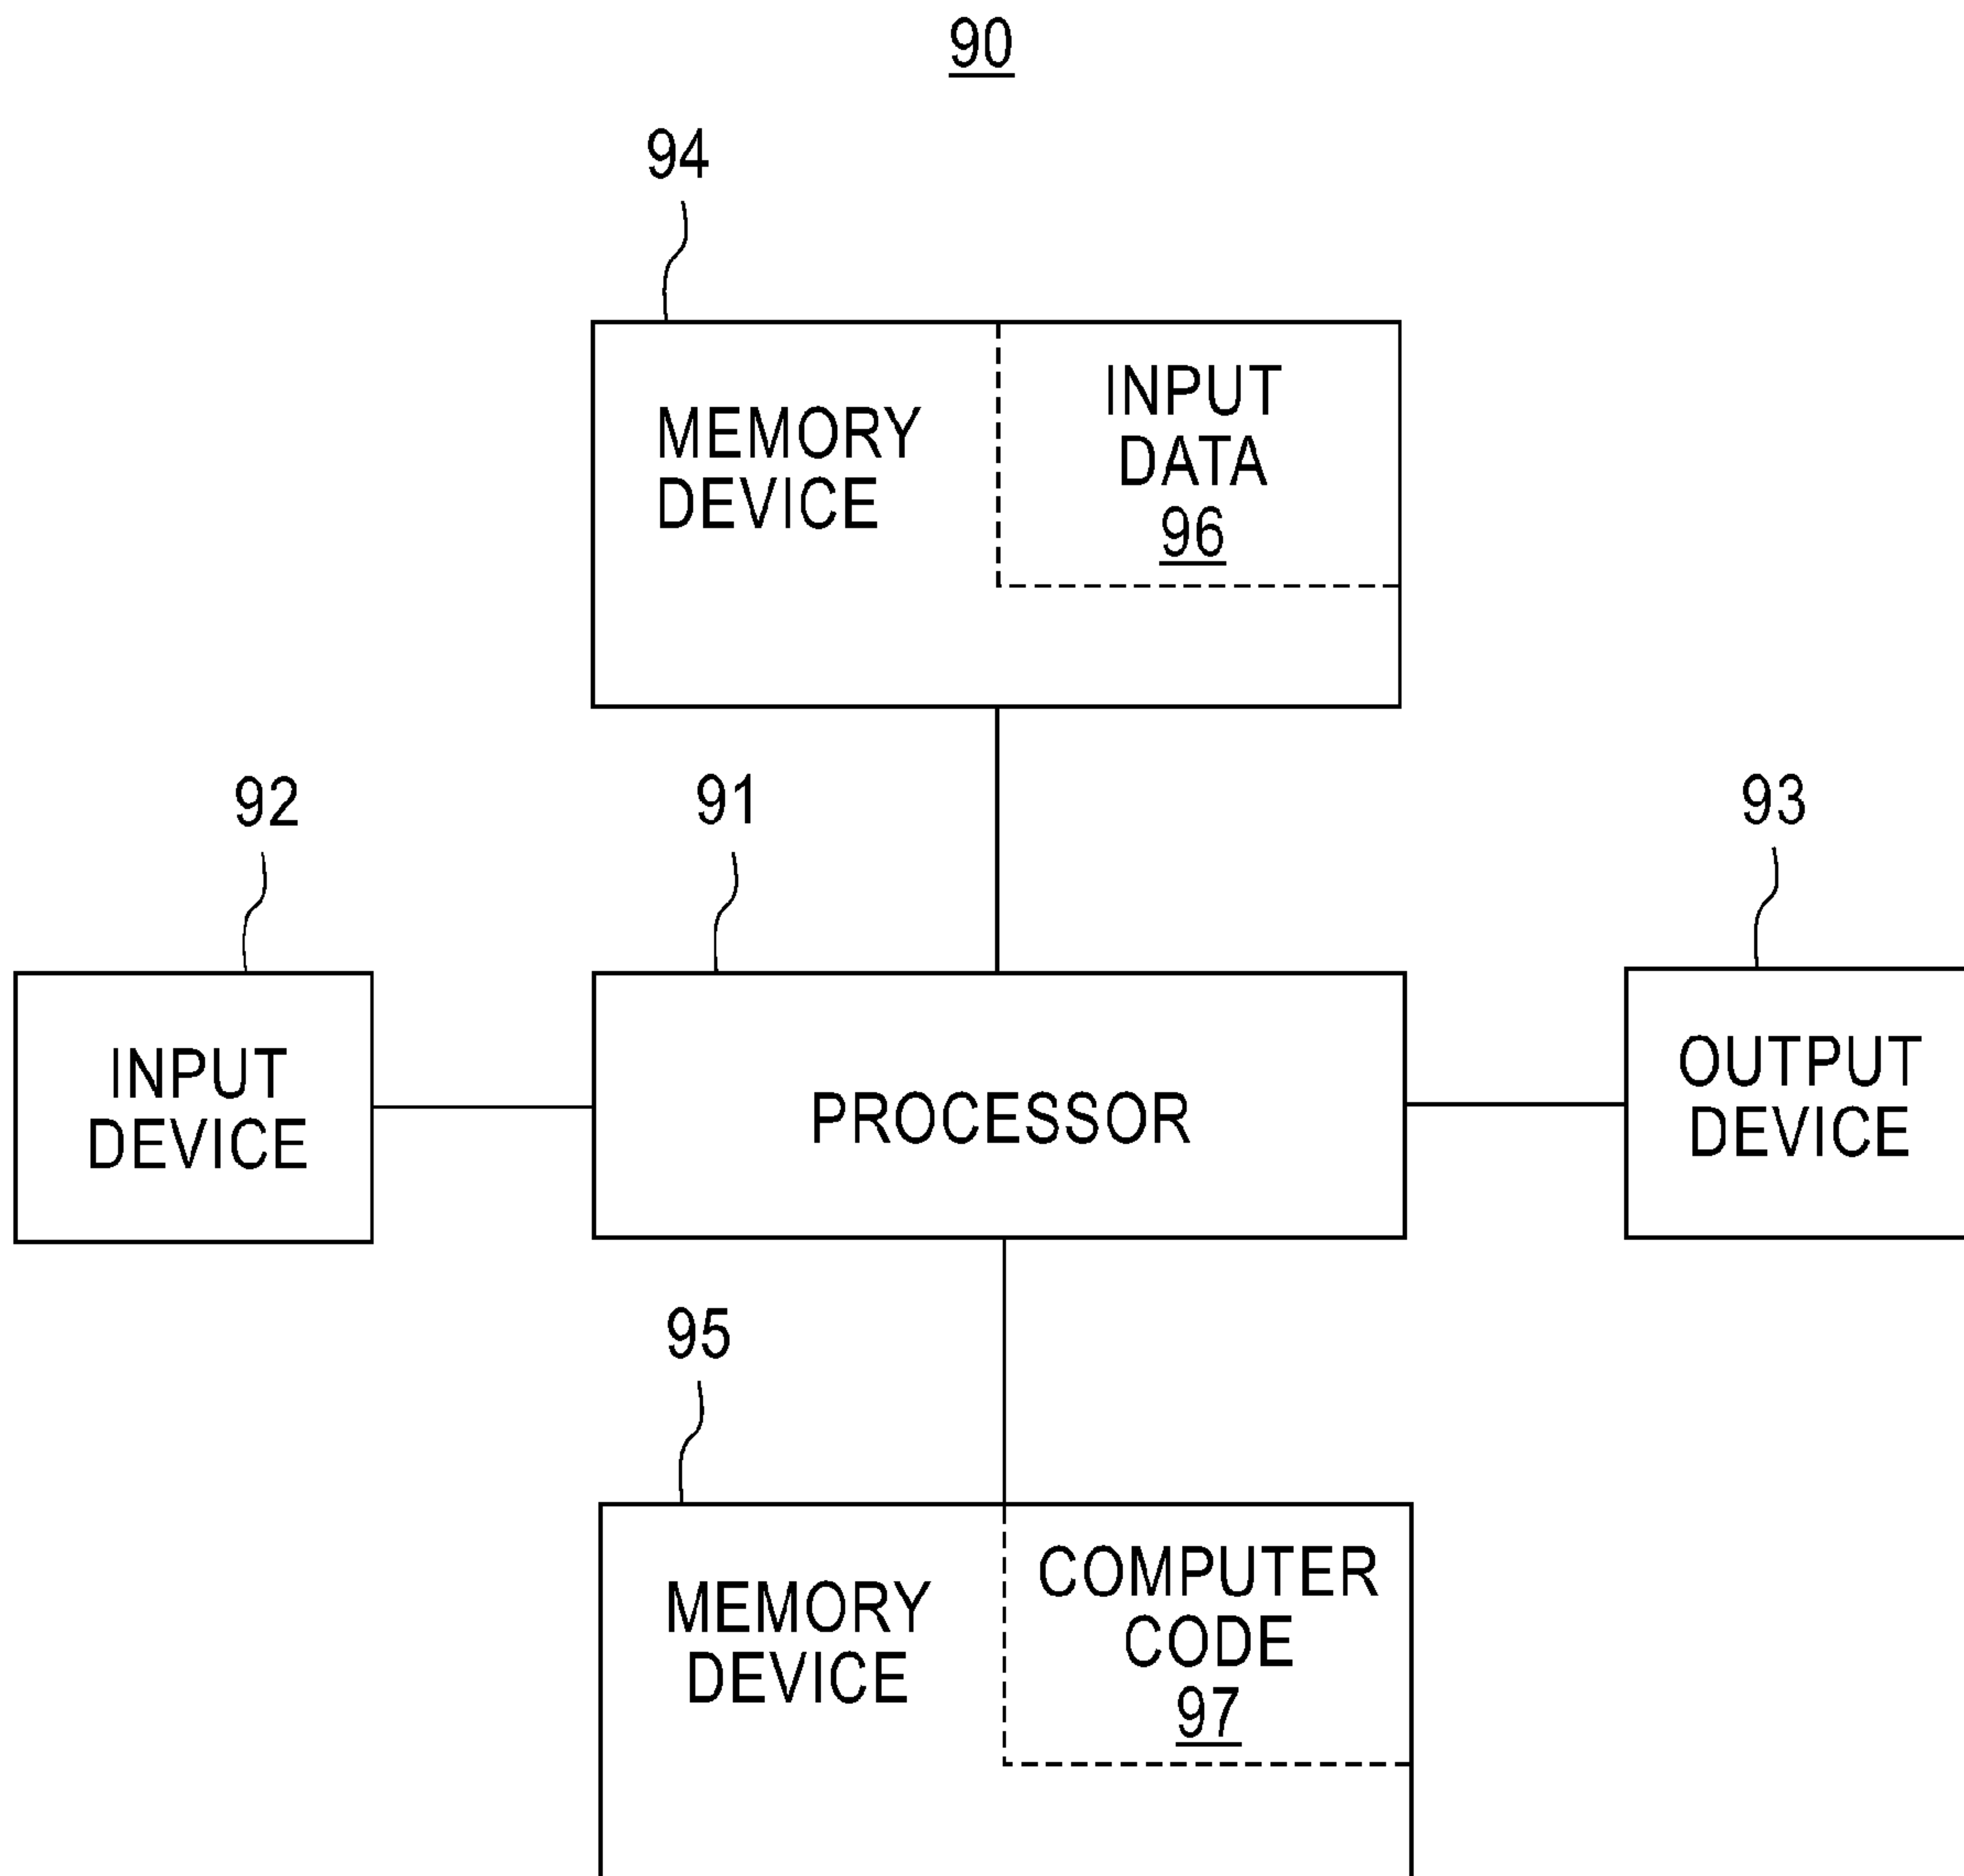 90
94
MEMORY
DEVICE
INPUT
DATA
96
92
91
93
INPUT
DEVICE
PROCESSOR
OUTPUT
DEVICE
95
MEMORY
DEVICE
COMPUTER
CODE
97